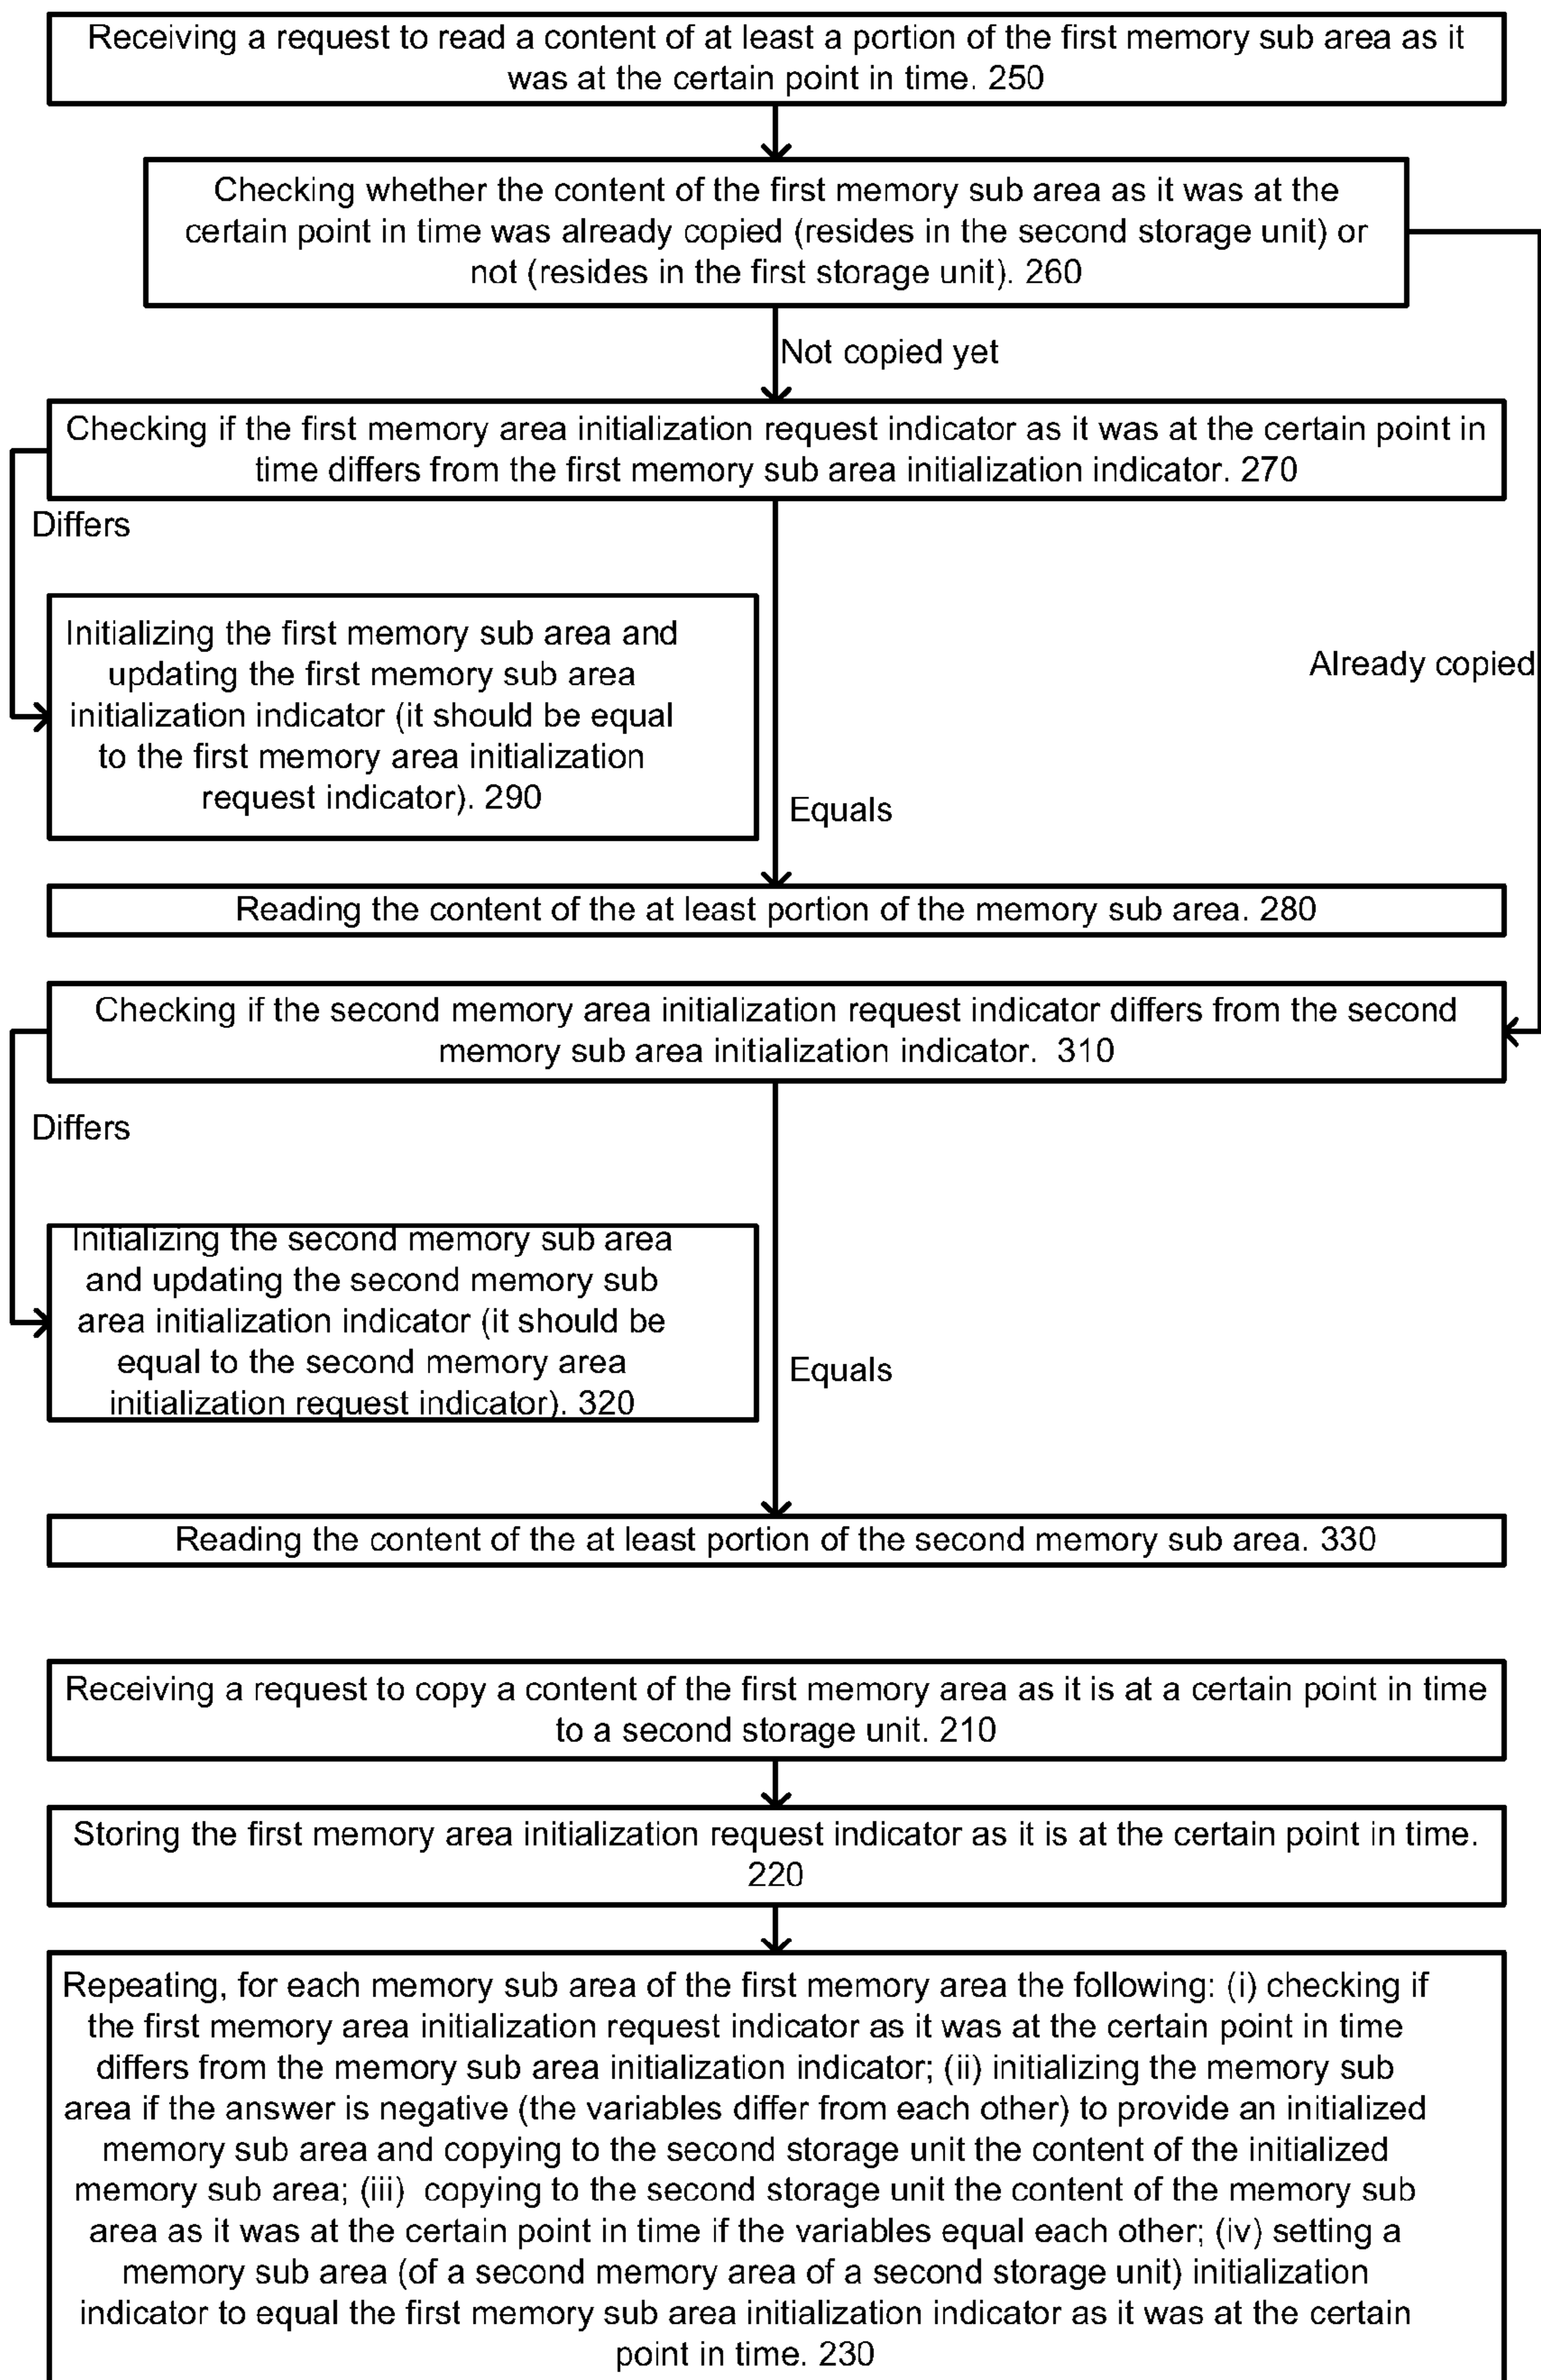 Receiving a request to read a content of at least a portion of the first memory sub area as it
was at the certain point in time. 250
Checking whether the content of the first memory sub area as it was at the
certain point in time was already copied (resides in the second storage unit) or
not (resides in the first storage unit). 260
Not copied yet
Checking if the first memory area initialization request indicator as it was at the certain point in
time differs from the first memory sub area initialization indicator. 270
Differs
Initializing the first memory sub area and
updating the first memory sub area
initialization indicator (it should be equal
to the first memory area initialization
request indicator). 290
Already copied
Equals
Reading the content of the at least portion of the memory sub area. 280
Checking if the second memory area initialization request indicator differs from the second
memory sub area initialization indicator. 310
Differs
Initializing the second memory sub area
and updating the second memory sub
area initialization indicator (it should be
equal to the second memory area
initialization request indicator). 320
Equals
Reading the content of the at least portion of the second memory sub area. 330
Receiving a request to copy a content of the first memory area as it is at a certain point in time
to a second storage unit. 210
Storing the first memory area initialization request indicator as it is at the certain point in time.
220
Repeating, for each memory sub area of the first memory area the following: (i) checking if
the first memory area initialization request indicator as it was at the certain point in time
differs from the memory sub area initialization indicator; (ii) initializing the memory sub
area if the answer is negative (the variables differ from each other) to provide an initialized
memory sub area and copying to the second storage unit the content of the initialized
memory sub area; (iii) copying to the second storage unit the content of the memory sub
area as it was at the certain point in time if the variables equal each other; (iv) setting a
memory sub area (of a second memory area of a second storage unit) initialization
indicator to equal the first memory sub area initialization indicator as it was at the certain
point in time. 230